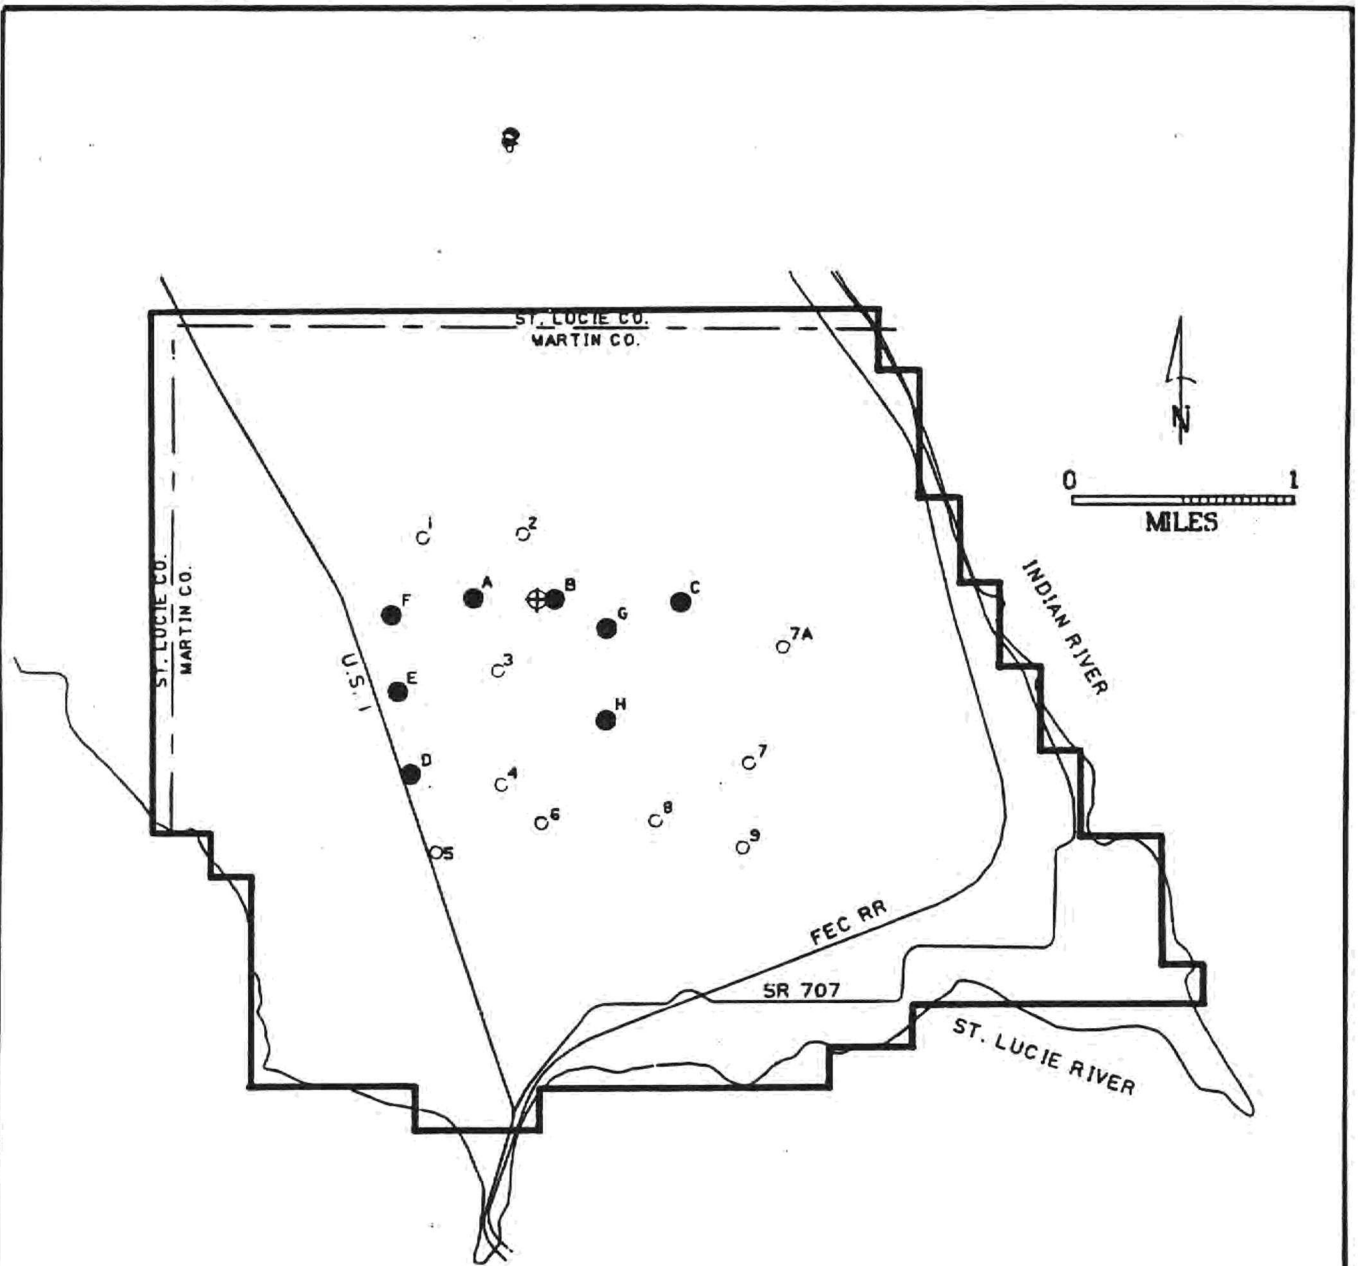 ST. LUCIE CO.
MARTIN CO.
N
0 1
MILES
1
2
A
B
C
F
G
7A
3
E
H
D
4
7
6
8
5
9
ST. LUCIE CO.
MARTIN CO.
U.S. 1
INDIAN RIVER
FEC RR
SR 707
ST. LUCIE RIVER